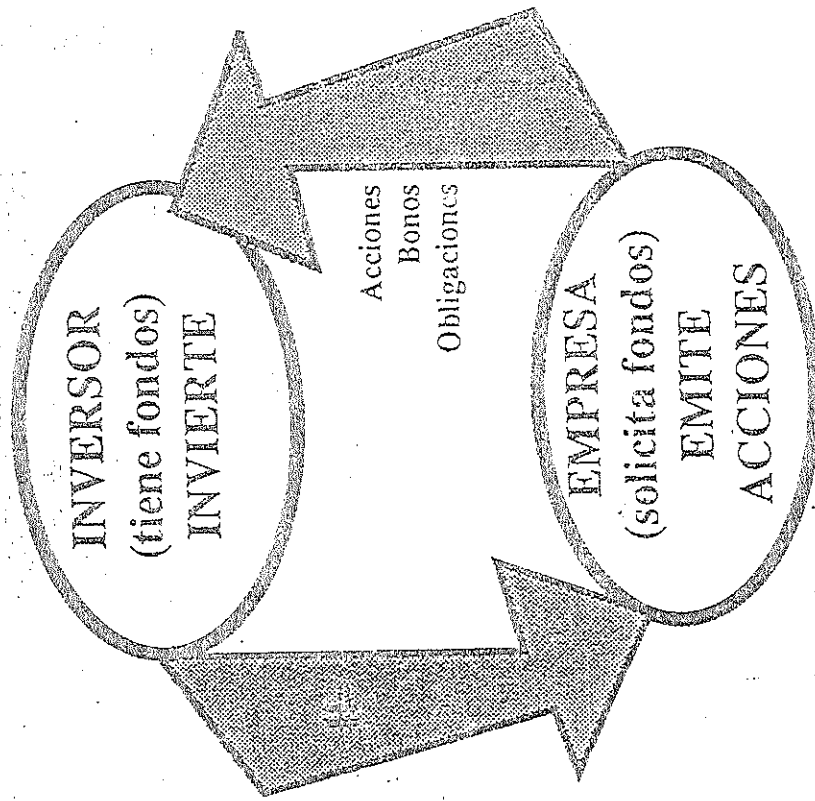 INVERSOR
(tiene fondos)
INVIERTE
Acciones
Bonos
Obligaciones
EMPRESA
(solicita fondos)
EMITE
ACCIONES